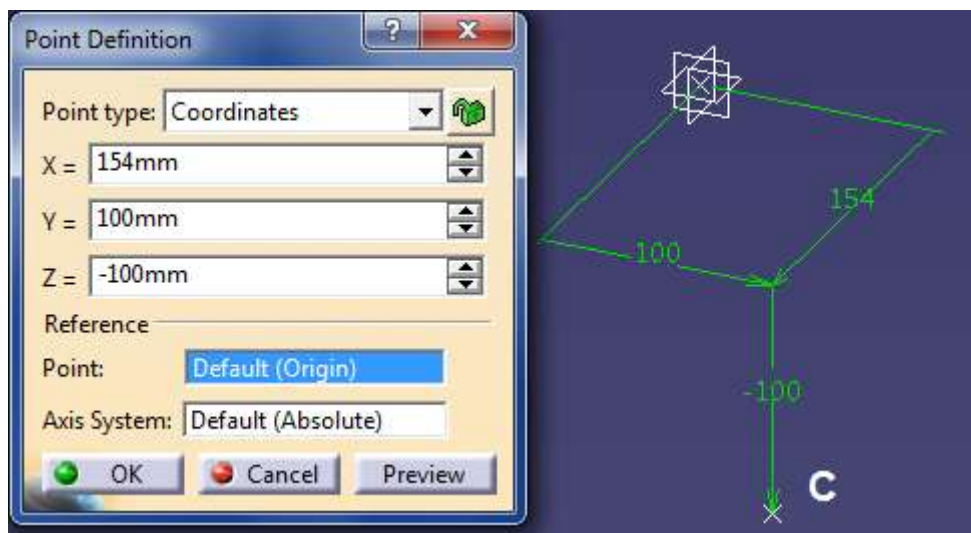 Point Definition
?
X
Point type: Coordinates
X = 154mm
Y = 100mm
Z = -100mm
Reference
Point: Default (Origin)
Axis System: Default (Absolute)
OK Cancel Preview
154
100
-100
C